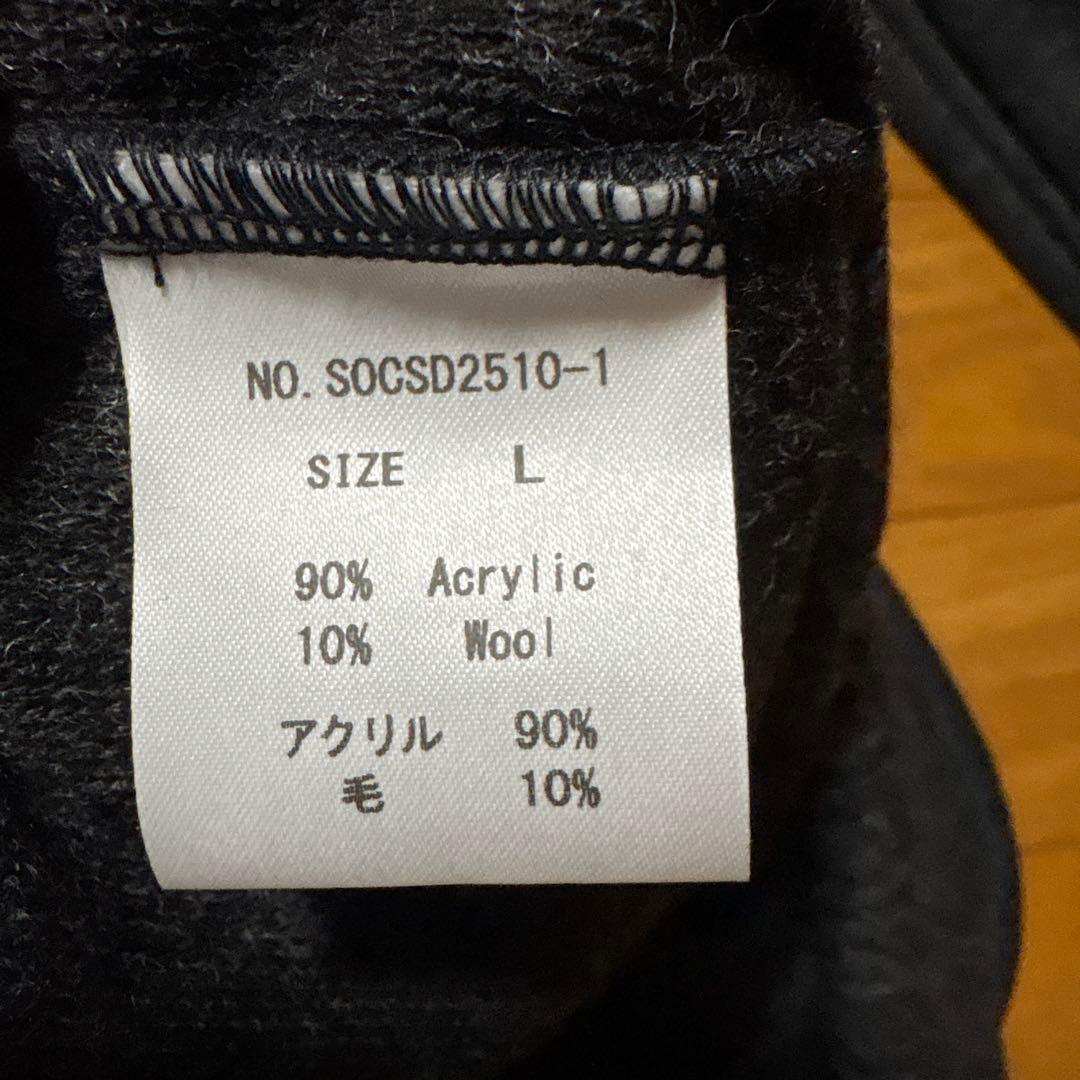 NO. SOCSD2510-1
SIZE L
90% Acrylic
10% Wool
アクリル 90%
毛 10%